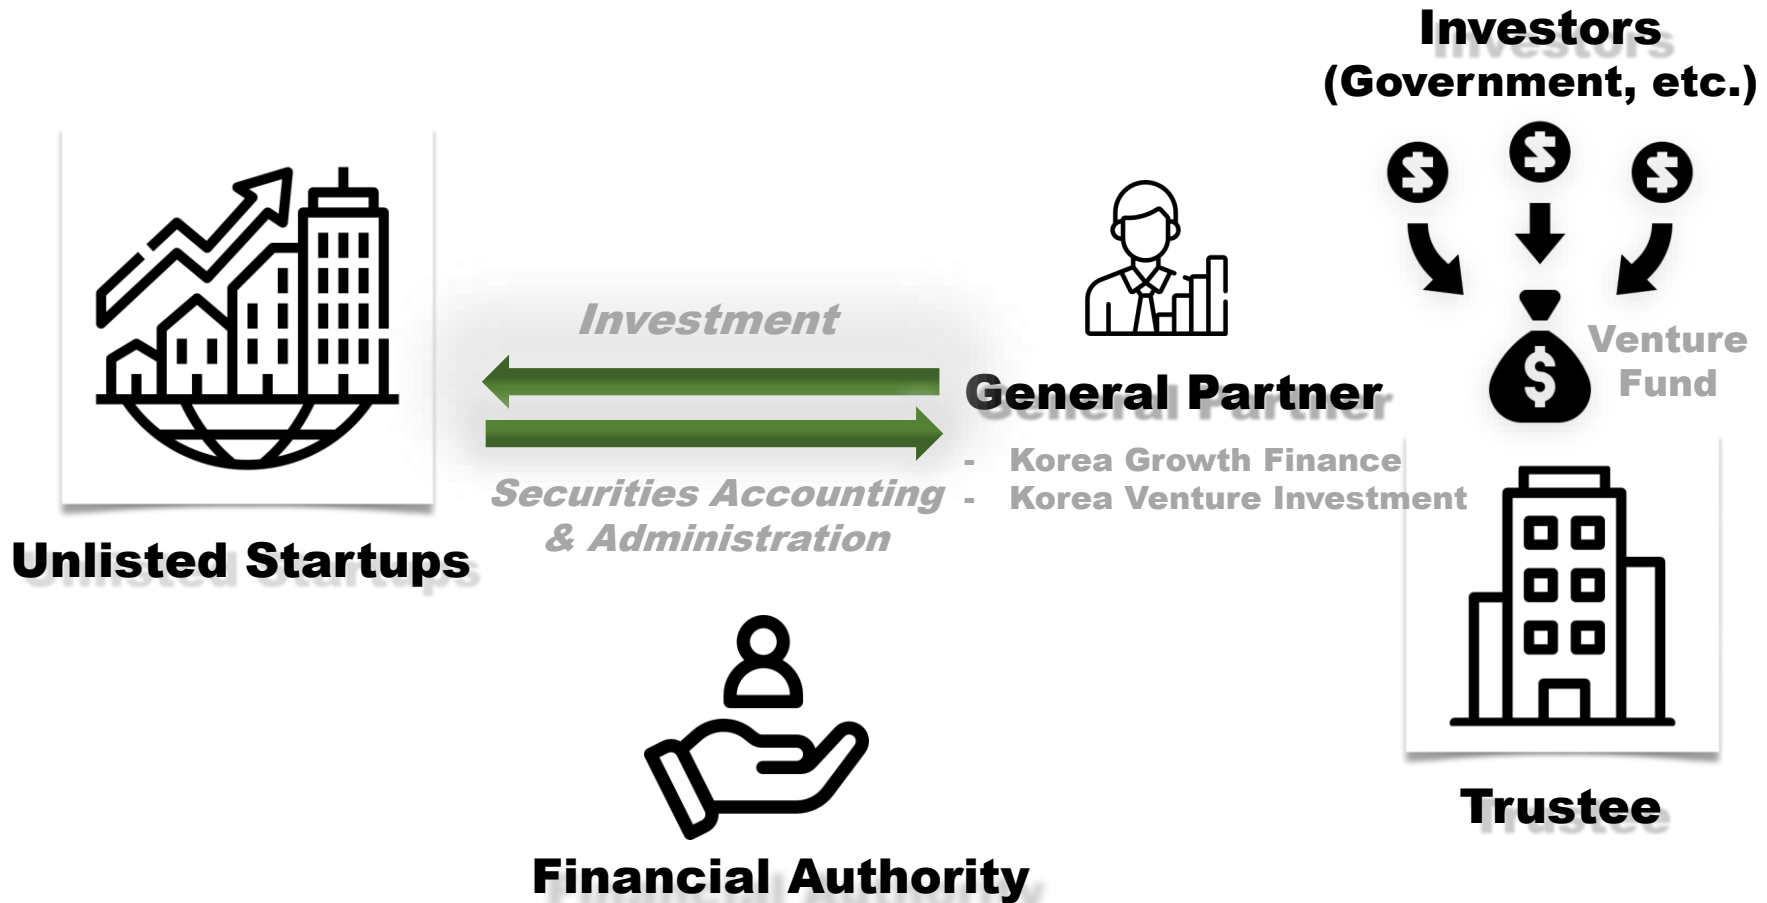 Investors
(Government, etc.)
Investment
Venture
Fund
General Partner
- Korea Growth Finance
- Korea Venture Investment
Securities Accounting
& Administration
Unlisted Startups
Trustee
Financial Authority